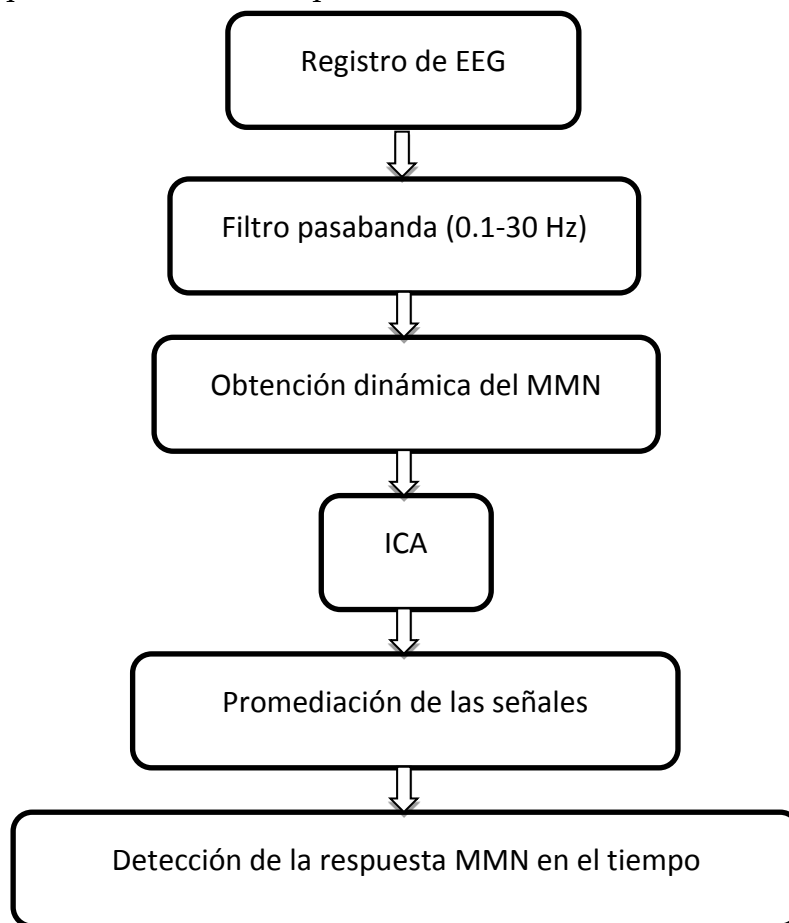 Registro de EEG
Filtro pasabanda (0.1-30 Hz)
Obtención dinámica del MMN
ICA
Promediación de las señales
Detección de la respuesta MMN en el tiempo